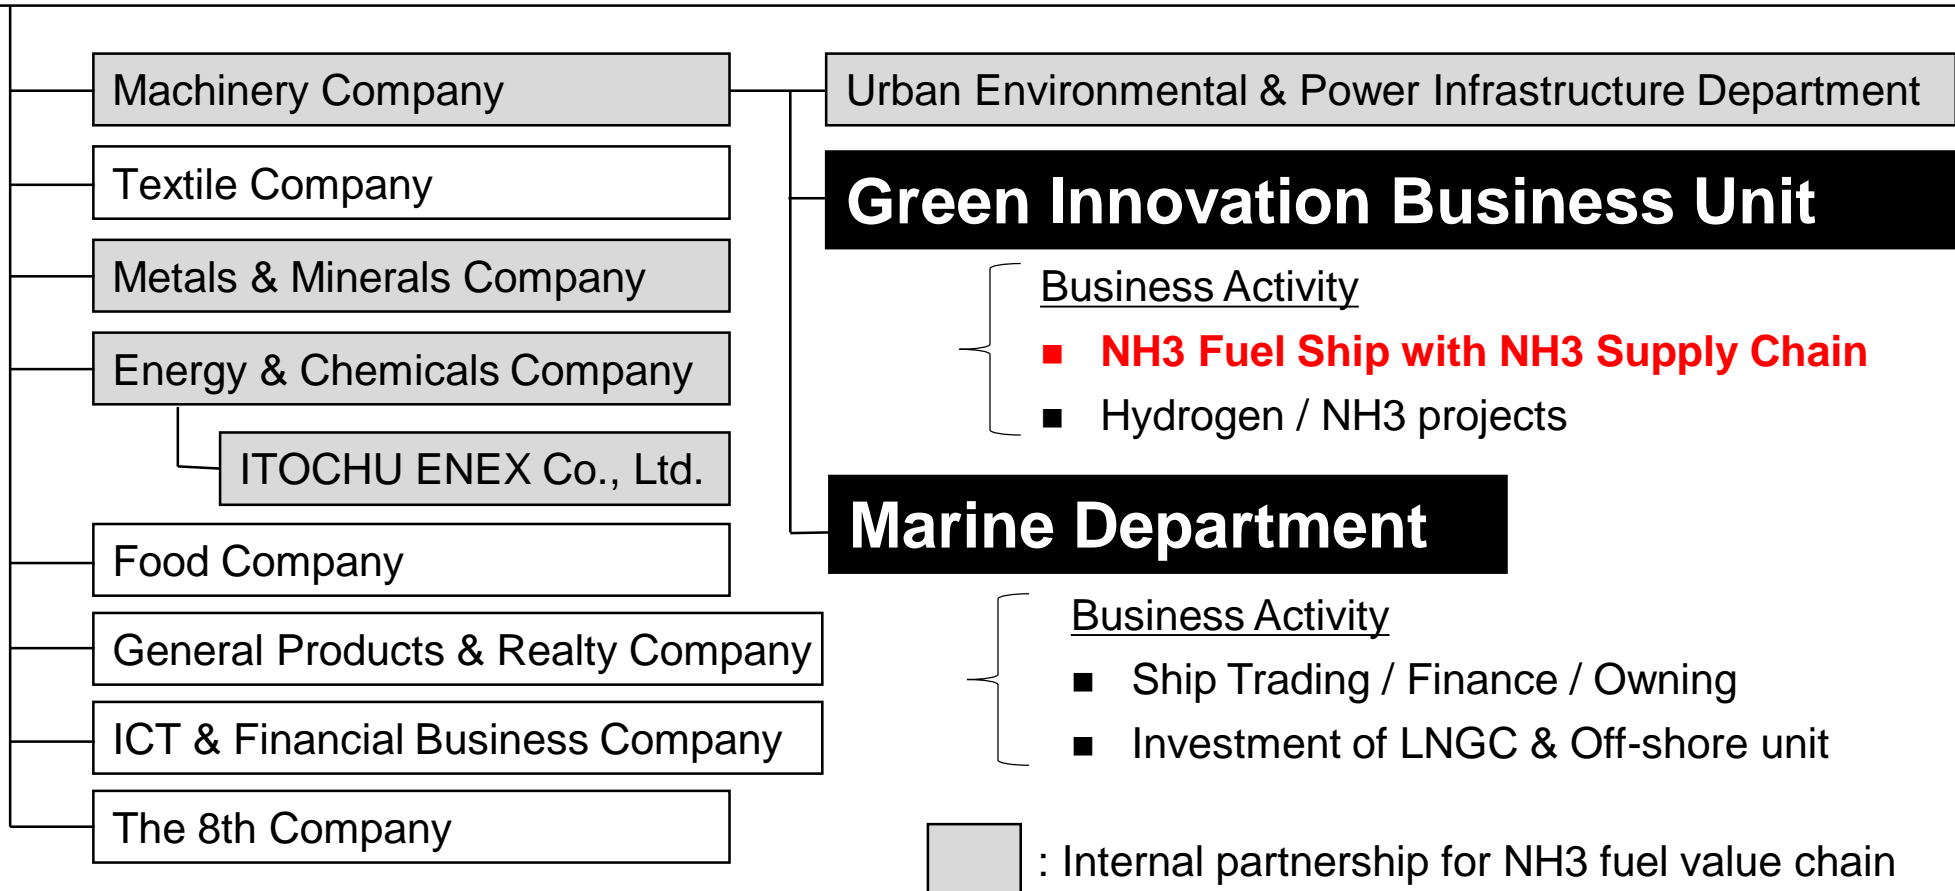 Machinery Company
Textile Company
Metals & Minerals Company
Energy & Chemicals Company
ITOCHU ENEX Co., Ltd.
Food Company
General Products & Realty Company
ICT & Financial Business Company
The 8th Company
Urban Environmental & Power Infrastructure Department
Green Innovation Business Unit
Business Activity
■ NH3 Fuel Ship with NH3 Supply Chain
■ Hydrogen / NH3 projects
Marine Department
Business Activity
■ Ship Trading / Finance / Owning
■ Investment of LNGC & Off-shore unit
: Internal partnership for NH3 fuel value chain